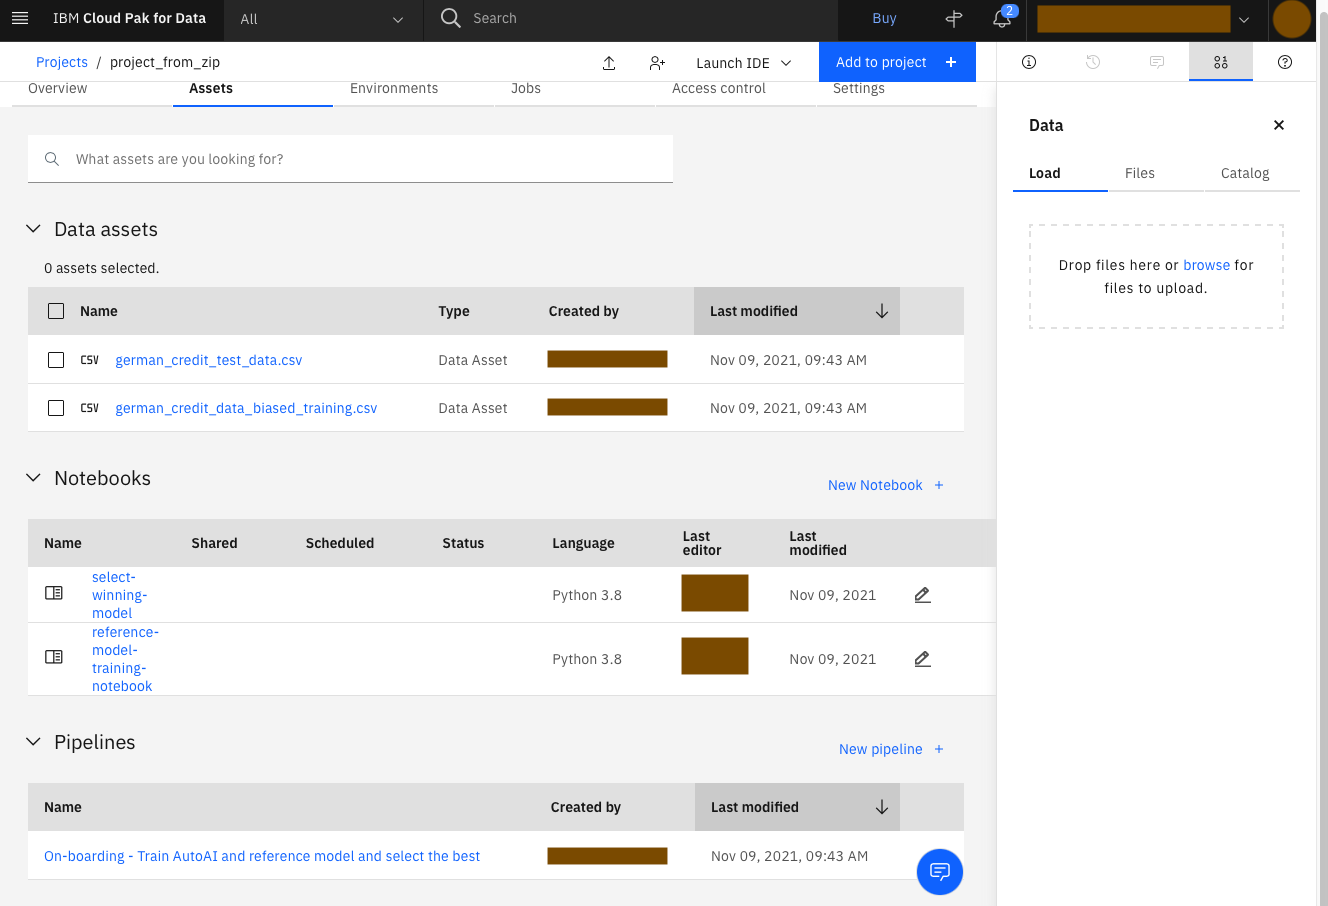 IBM Cloud Pak for Data
All
Search
Buy
2
Projects / project_from_zip
Launch IDE
Add to project +
Overview
Assets
Environments
Jobs
Access control
Settings
What assets are you looking for?
Data assets
0 assets selected.
Name Type Created by Last modified
CSV german_credit_test_data.csv Data Asset Nov 09, 2021, 09:43 AM
CSV german_credit_data_biased_training.csv Data Asset Nov 09, 2021, 09:43 AM
Notebooks
New Notebook +
Name Shared Scheduled Status Language Last editor Last modified
select-
winning-
model
Python 3.8 Nov 09, 2021
reference-
model-
training-
notebook
Python 3.8 Nov 09, 2021
Pipelines
New pipeline +
Name Created by Last modified
On-boarding - Train AutoAI and reference model and select the best Nov 09, 2021, 09:43 AM
Data
Load Files Catalog
Drop files here or browse for
files to upload.